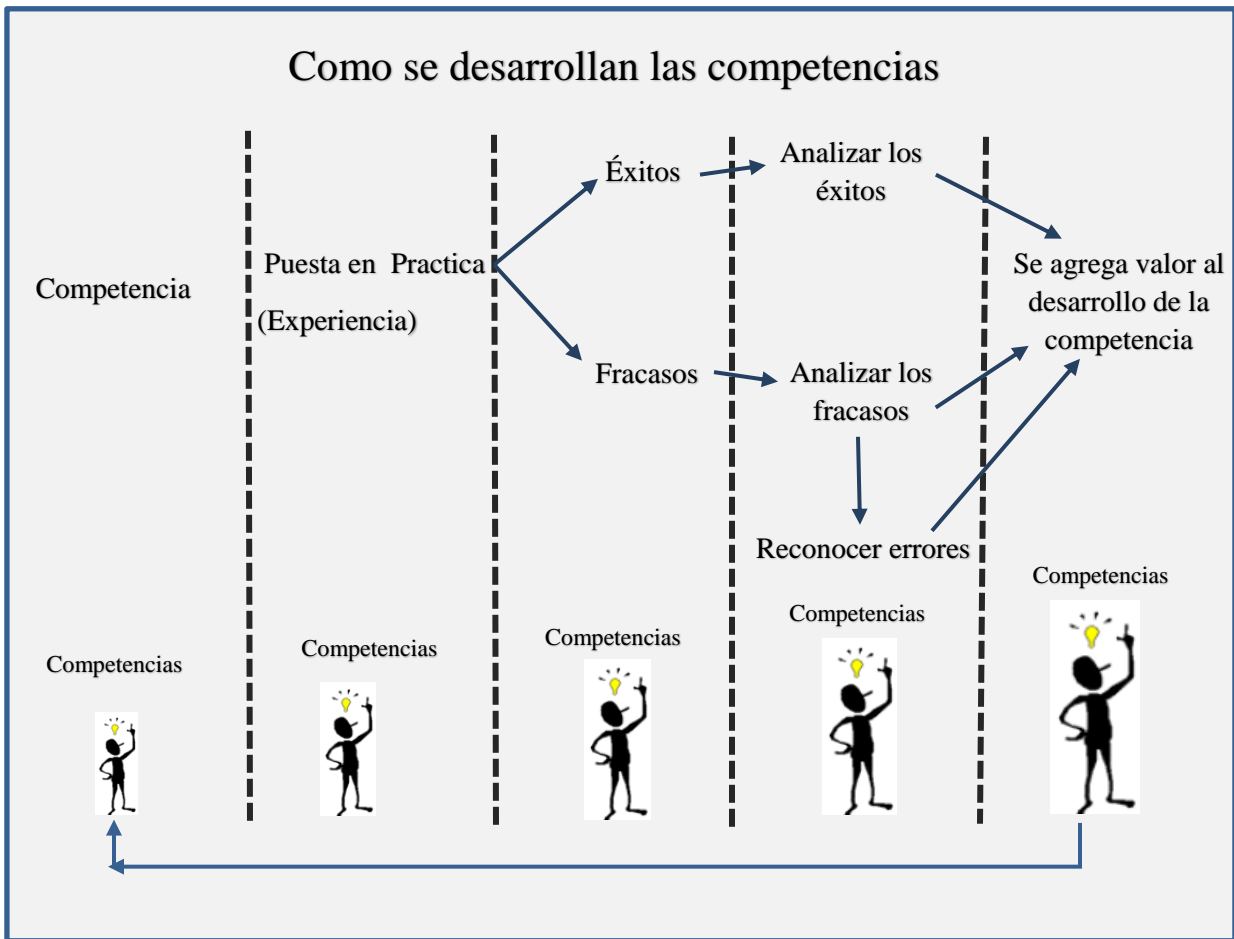 Como se desarrollan las competencias
Competencia
Puesta en Practica
(Experiencia)
Éxitos
Fracasos
Analizar los
éxitos
Analizar los
fracasos
Reconocer errores
Se agrega valor al
desarrollo de la
competencia
Competencias
Competencias
Competencias
Competencias
Competencias